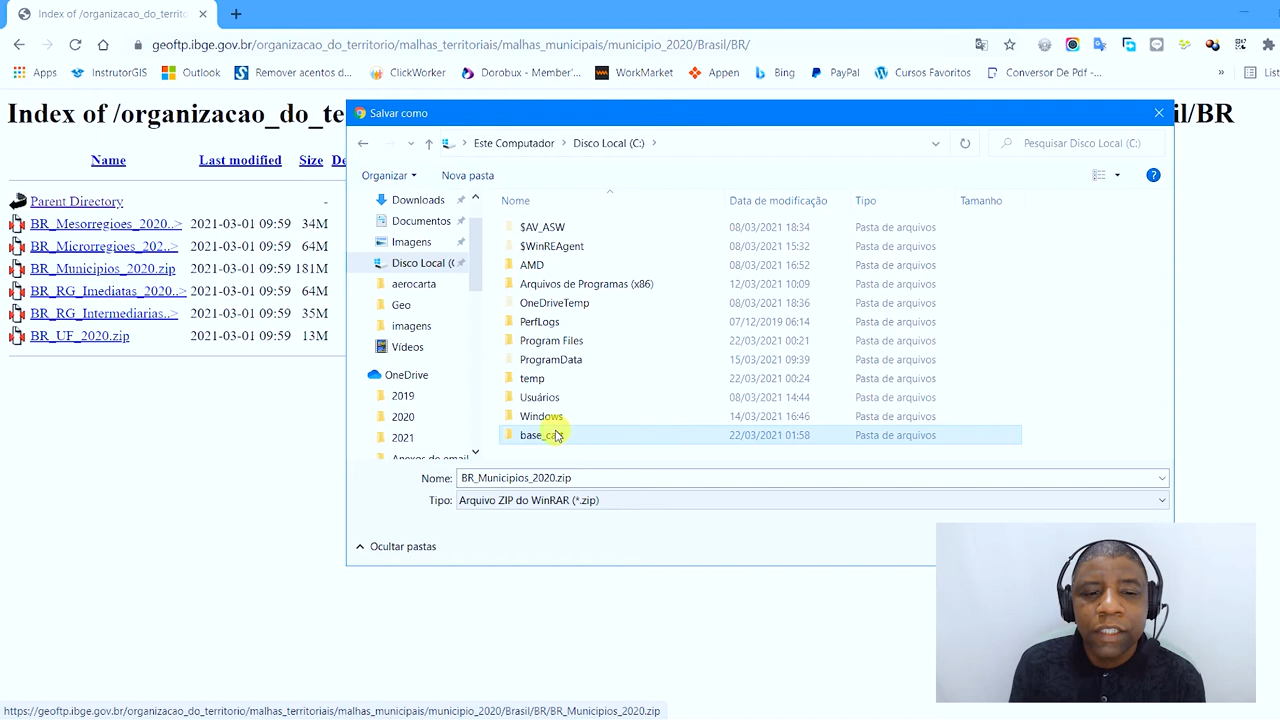 Index of /organizacao_do_territo
geoftp.ibge.gov.br/organizacao_do_territorio/malhas_territoriais/malhas_municipais/municipio_2020/Brasil/BR/
Apps InstrutorGIS Outlook Remover acentos d... ClickWorker Dorobux - Member'... WorkMarket Appen Bing PayPal Cursos Favoritos Conversor De Pdf -... » List
Index of /organizacao_do_te il/BR
Name Last modified Size De
Parent Directory -
BR_Mesorregioes_2020..> 2021-03-01 09:59 34M
BR_Microrregioes_202..> 2021-03-01 09:59 64M
BR_Municipios_2020.zip 2021-03-01 09:59 181M
BR_RG_Imediatas_2020..> 2021-03-01 09:59 64M
BR_RG_Intermediarias..> 2021-03-01 09:59 35M
BR_UF_2020.zip 2021-03-01 09:59 13M
Salvar como
Este Computador > Disco Local (C:) >
Pesquisar Disco Local (C:)
Organizar Nova pasta
Downloads
Documentos
Imagens
Disco Local (C
aerocarta
Geo
imagens
Vídeos
OneDrive
2019
2020
2021
Anexos de email
Nome Data de modificação Tipo Tamanho
$AV_ASW 08/03/2021 18:34 Pasta de arquivos
$WinREAgent 08/03/2021 15:32 Pasta de arquivos
AMD 08/03/2021 16:52 Pasta de arquivos
Arquivos de Programas (x86) 12/03/2021 10:09 Pasta de arquivos
OneDriveTemp 08/03/2021 18:36 Pasta de arquivos
PerfLogs 07/12/2019 06:14 Pasta de arquivos
Program Files 22/03/2021 00:21 Pasta de arquivos
ProgramData 15/03/2021 09:39 Pasta de arquivos
temp 22/03/2021 00:24 Pasta de arquivos
Usuários 08/03/2021 14:44 Pasta de arquivos
Windows 14/03/2021 16:46 Pasta de arquivos
22/03/2021 01:58 Pasta de arquivos
Nome: BR_Municipios_2020.zip
Tipo: Arquivo ZIP do WinRAR (*.zip)
Ocultar pastas
https://geoftp.ibge.gov.br/organizacao_do_territorio/malhas_territoriais/malhas_municipais/municipio_2020/Brasil/BR/BR_Municipios_2020.zip